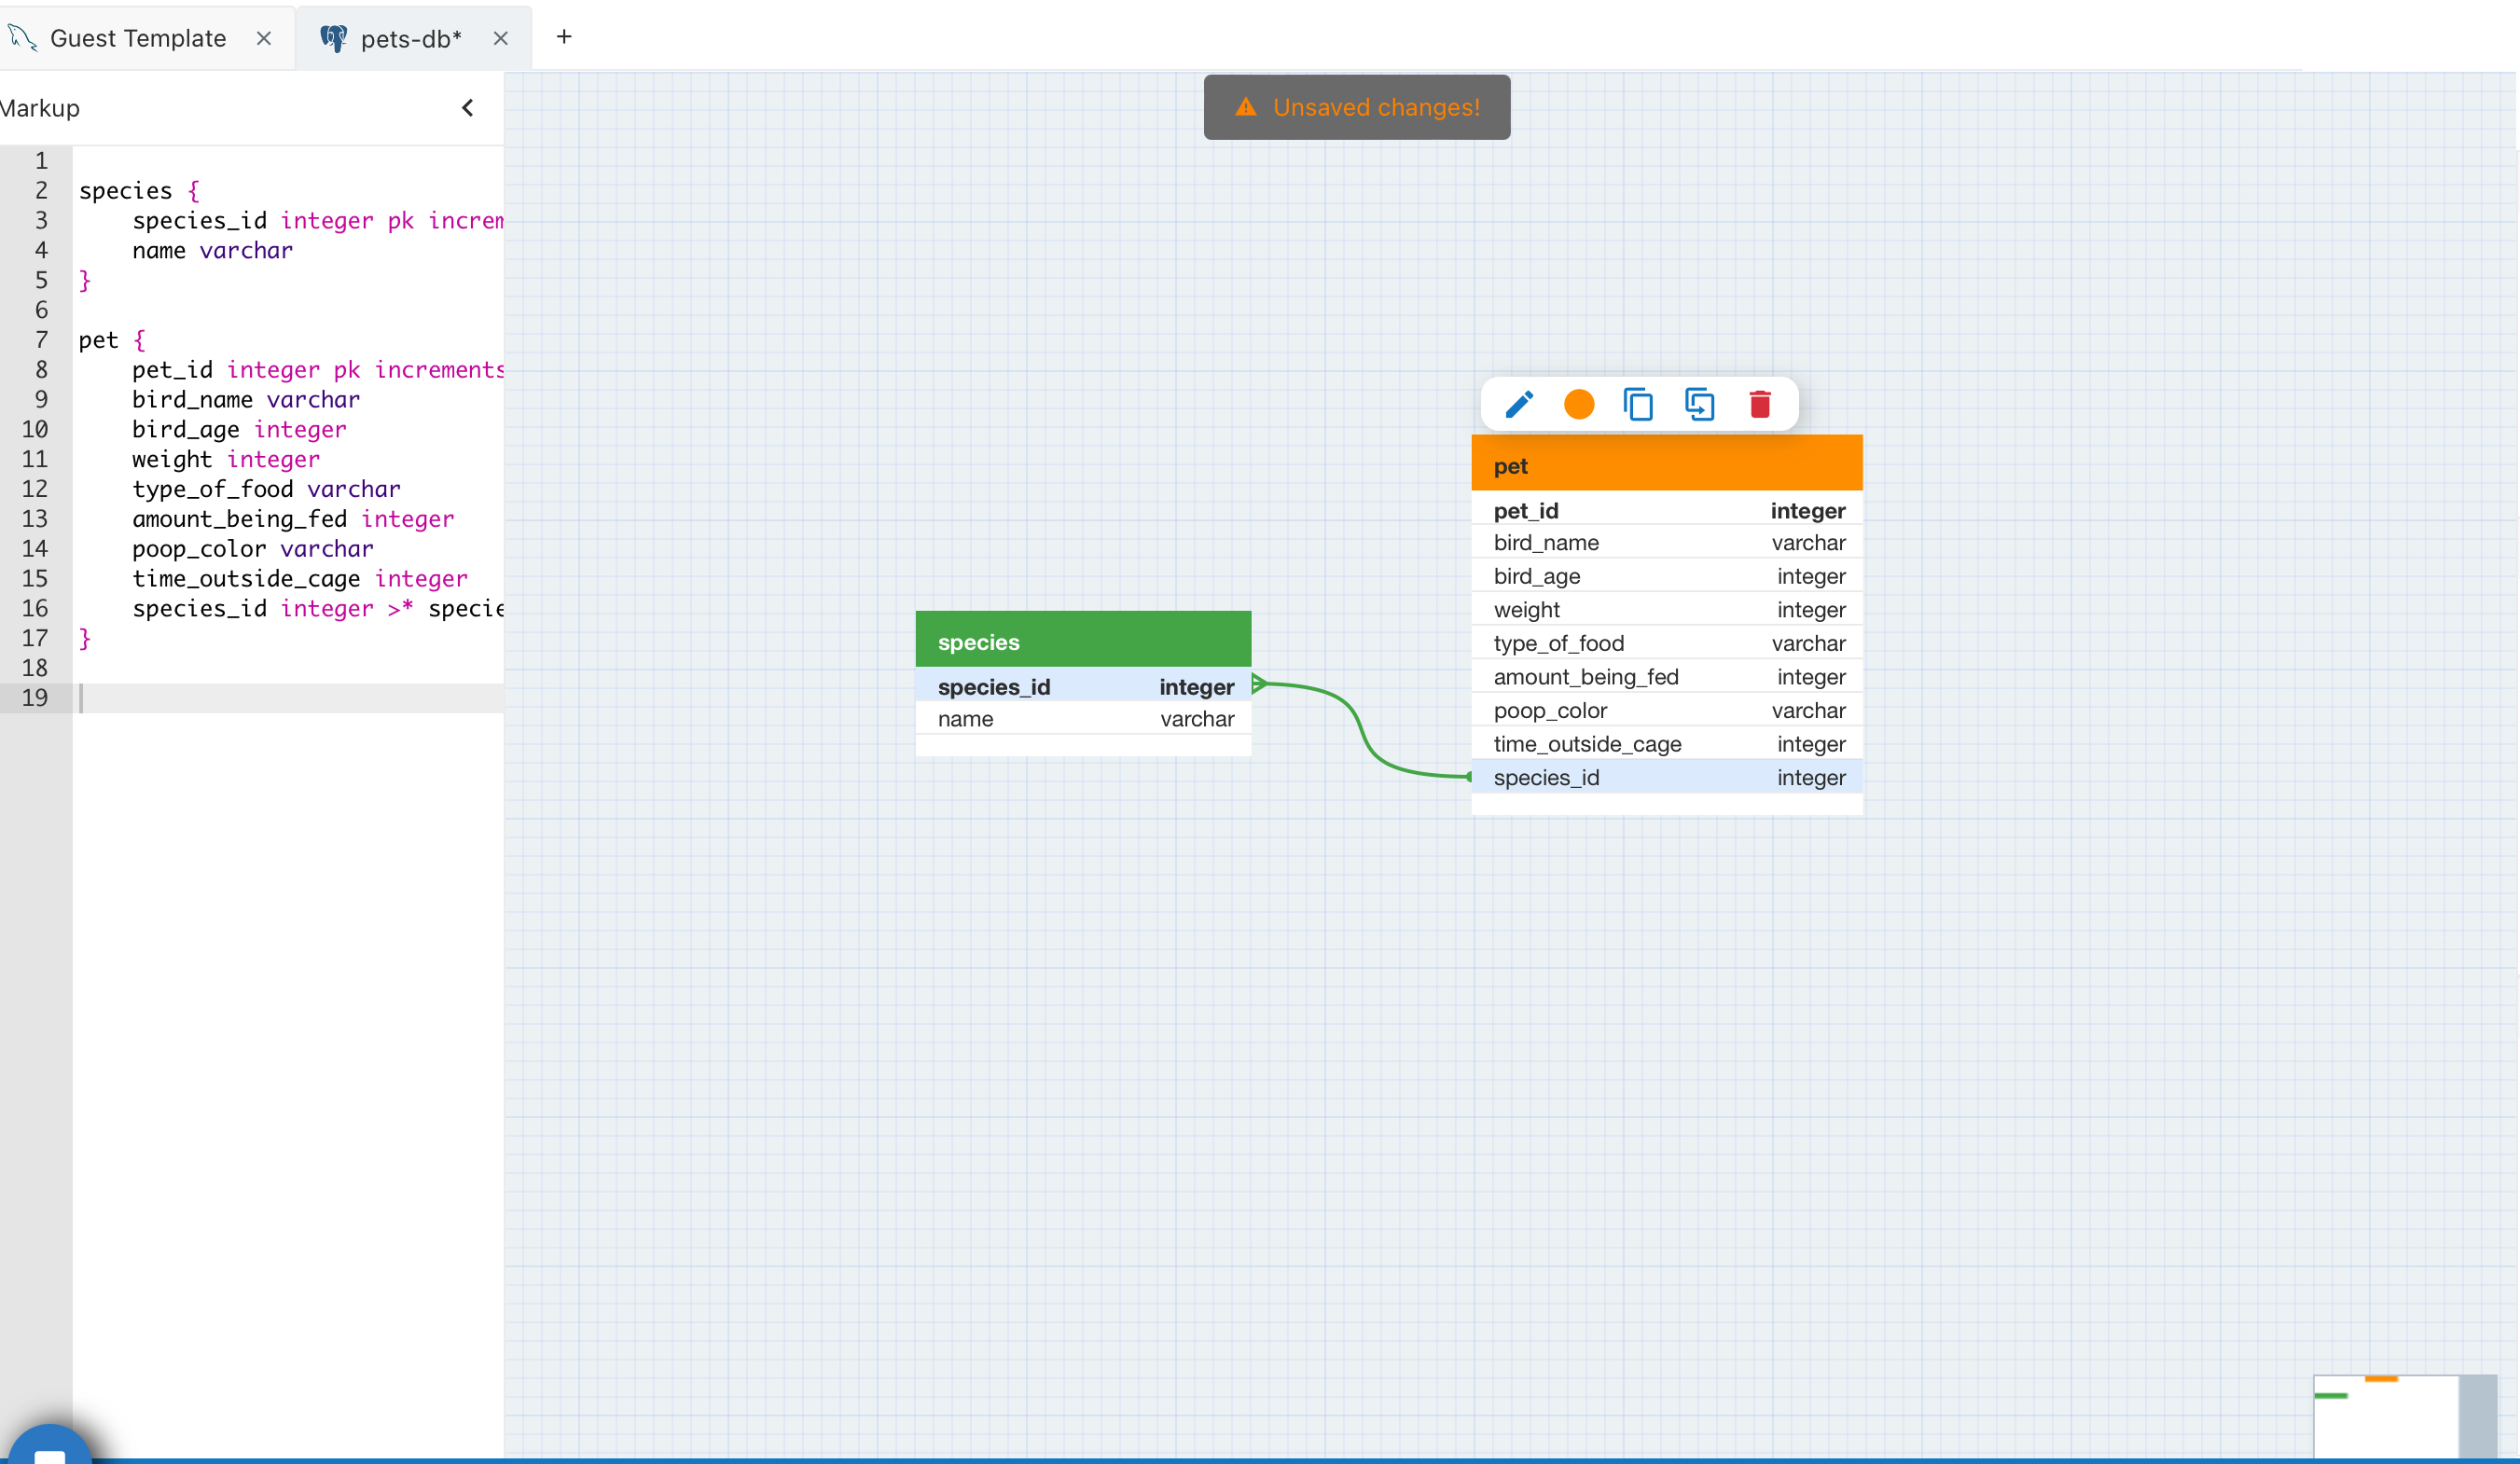 Guest Template
pets-db*
+
Markup
Unsaved changes!
1
2 species {
3 species_id integer pk increm
4 name varchar
5 }
6
7 pet {
8 pet_id integer pk increments
9 bird_name varchar
10 bird_age integer
11 weight integer
12 type_of_food varchar
13 amount_being_fed integer
14 poop_color varchar
15 time_outside_cage integer
16 species_id integer >* specie
17 }
18
19
species
species_id integer
name varchar
pet
pet_id integer
bird_name varchar
bird_age integer
weight integer
type_of_food varchar
amount_being_fed integer
poop_color varchar
time_outside_cage integer
species_id integer